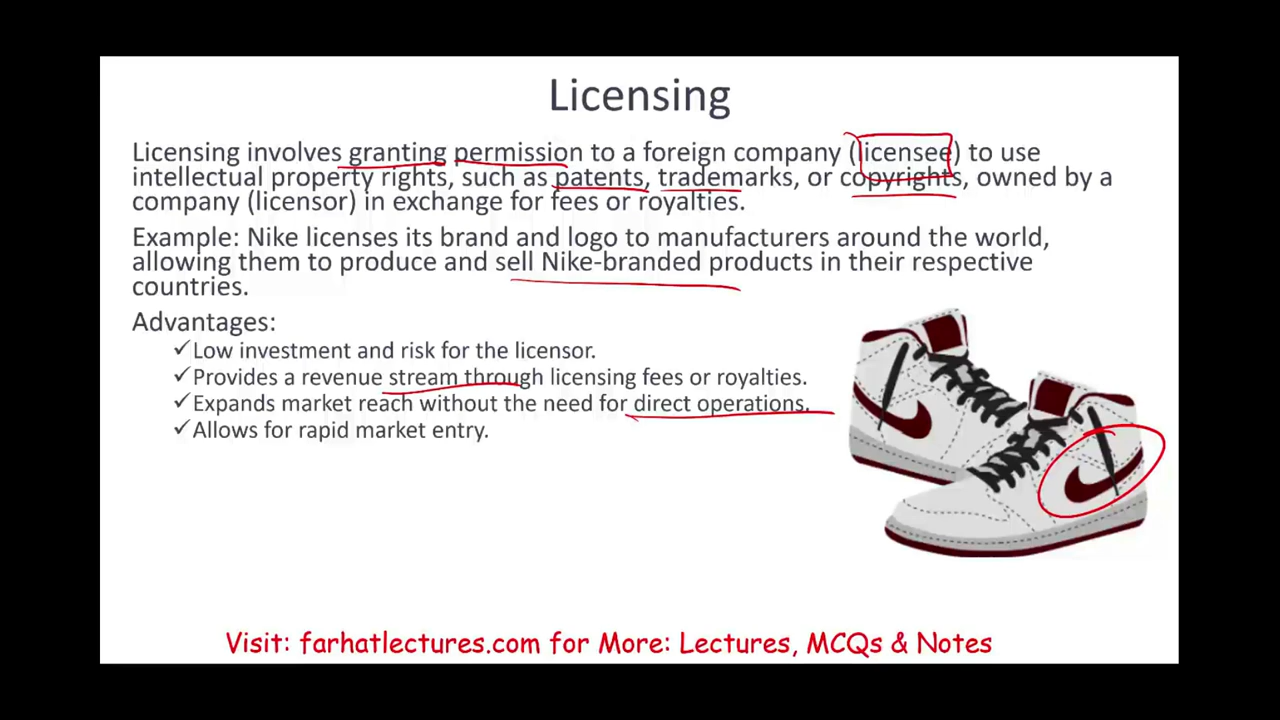 Licensing
Licensing involves granting permission to a foreign company (licensee) to use
intellectual property rights, such as patents, trademarks, or copyrights, owned by a
company (licensor) in exchange for fees or royalties.
Example: Nike licenses its brand and logo to manufacturers around the world,
allowing them to produce and sell Nike-branded products in their respective
countries.
Advantages:
✓Low investment and risk for the licensor.
✓Provides a revenue stream through licensing fees or royalties.
✓Expands market reach without the need for direct operations.
✓Allows for rapid market entry.
Visit: farhatlectures.com for More: Lectures, MCQs & Notes